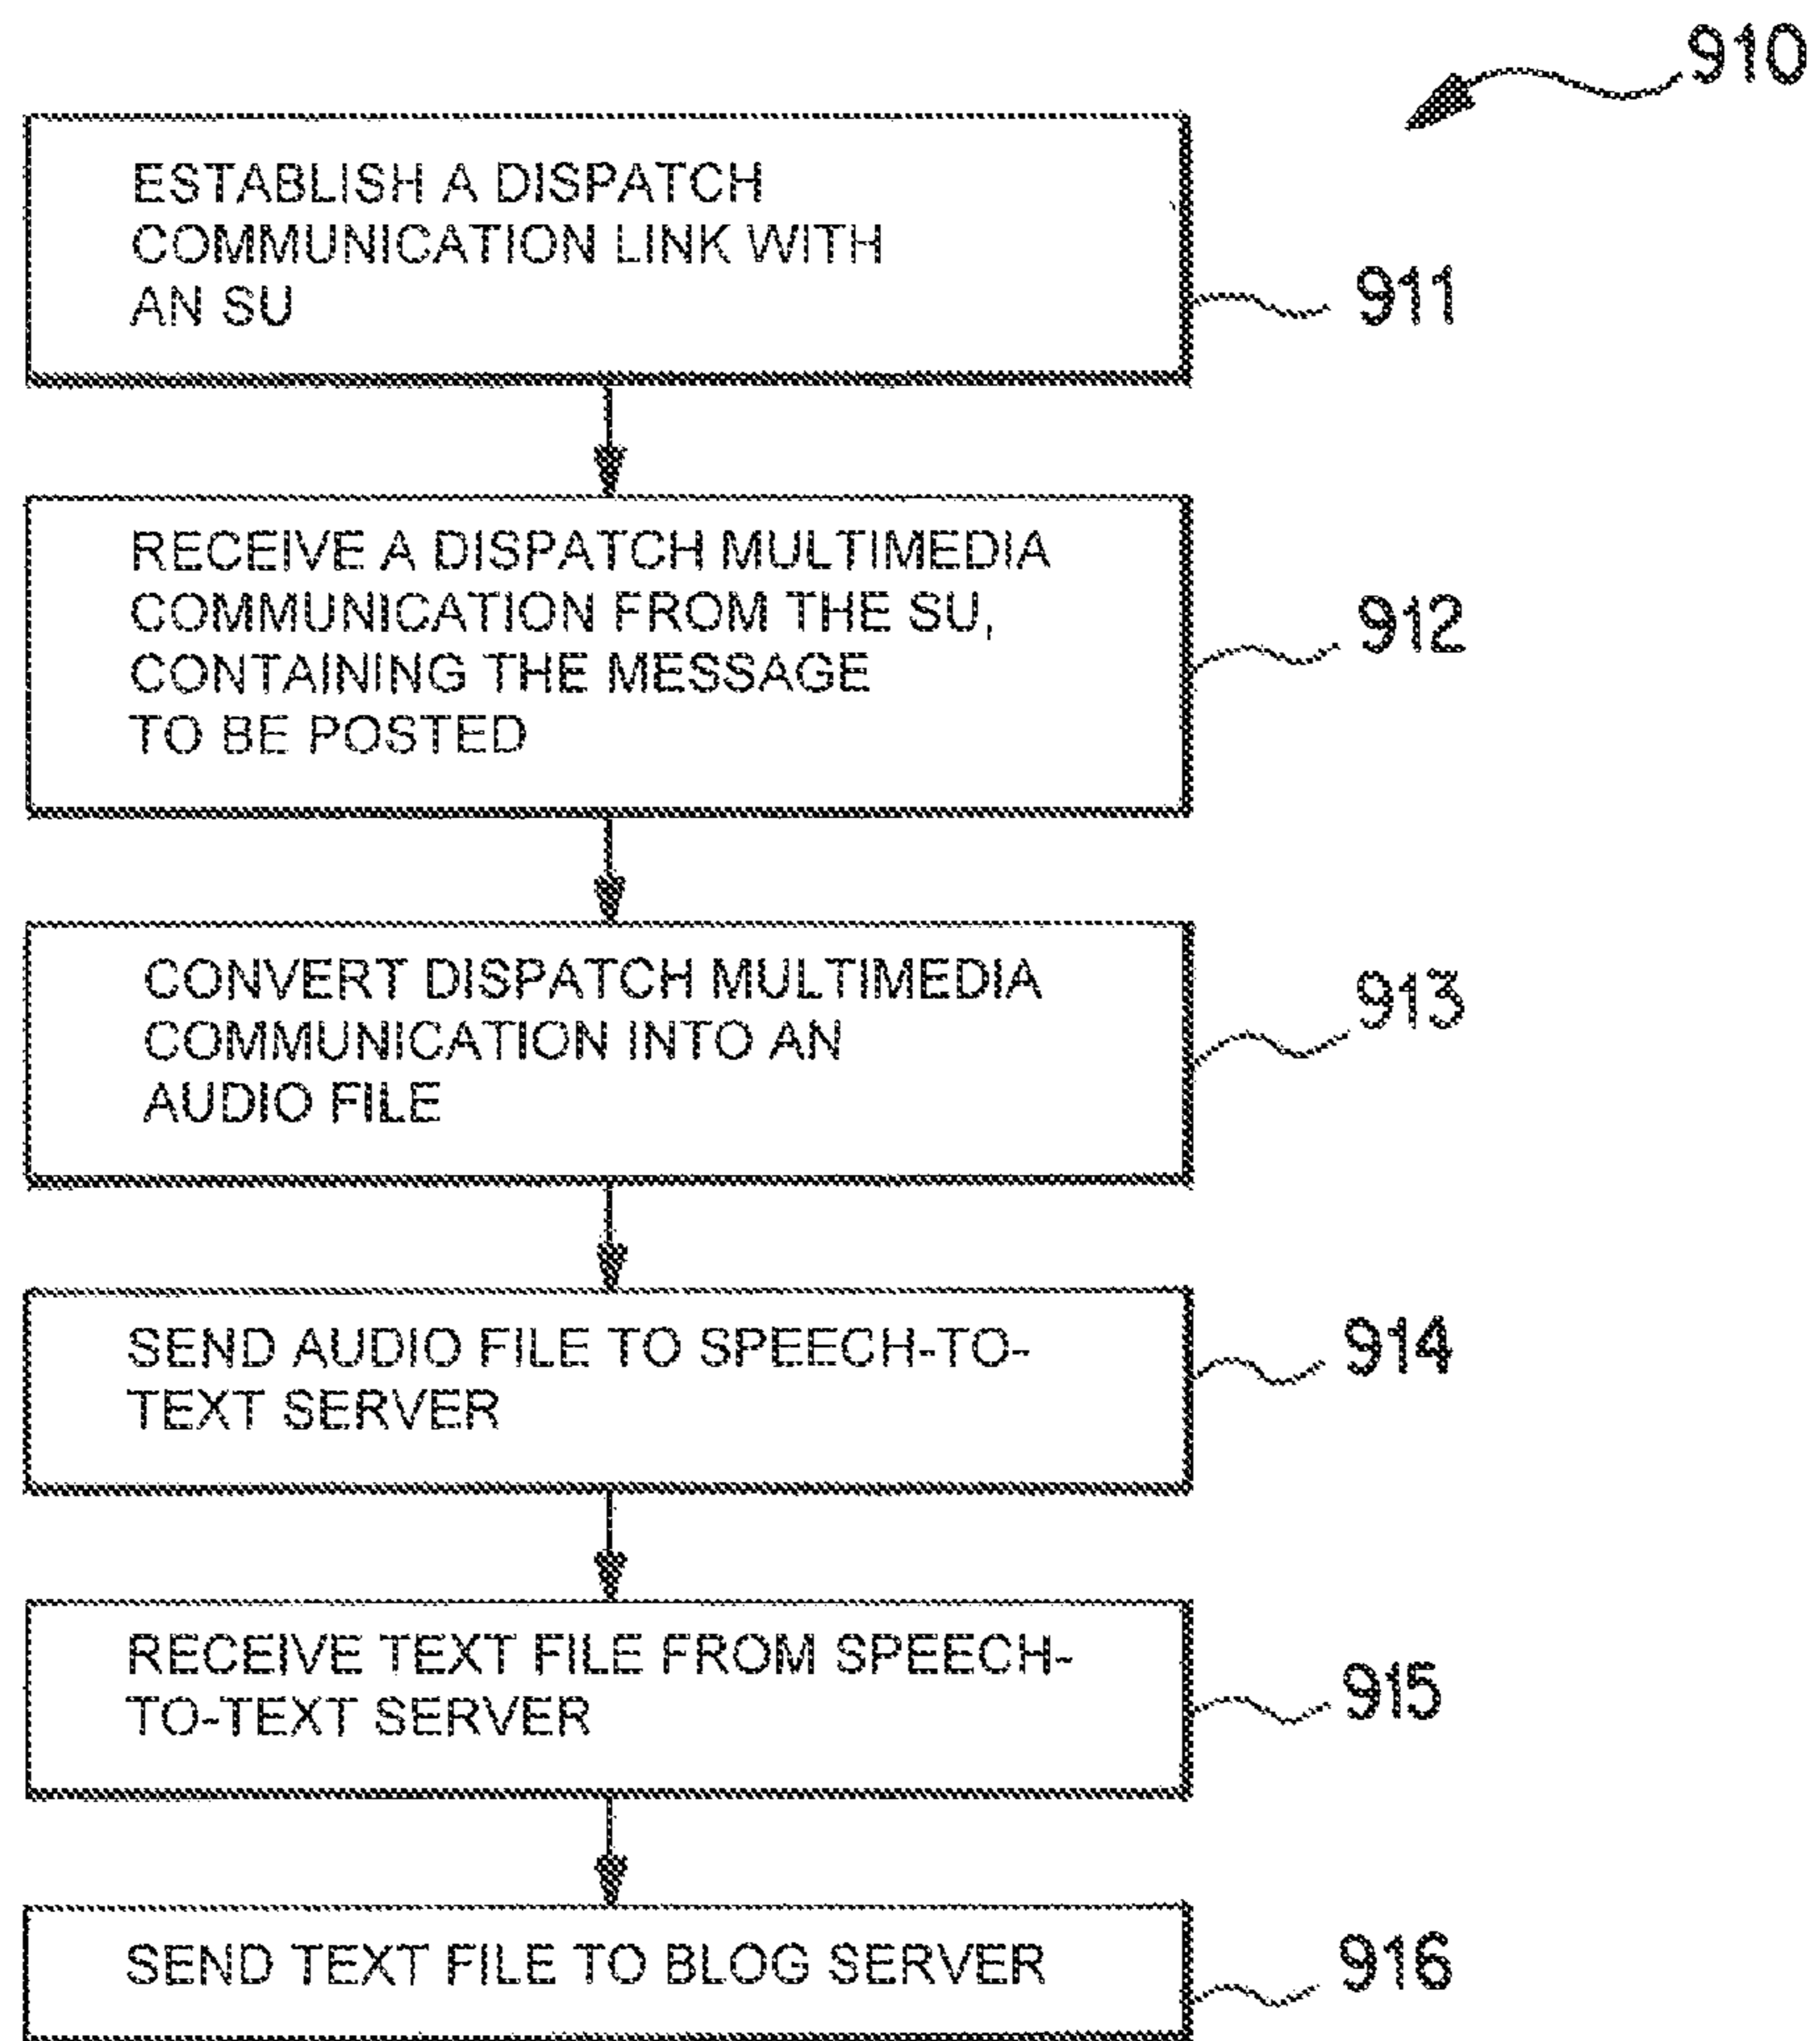 910
ESTABLISH A DISPATCH
COMMUNICATION LINK WITH
AN SU
911
RECEIVE A DISPATCH MULTIMEDIA
COMMUNICATION FROM THE SU,
CONTAINING THE MESSAGE
TO BE POSTED
912
CONVERT DISPATCH MULTIMEDIA
COMMUNICATION INTO AN
AUDIO FILE
913
SEND AUDIO FILE TO SPEECH-TO-
TEXT SERVER
914
RECEIVE TEXT FILE FROM SPEECH-
TO-TEXT SERVER
915
SEND TEXT FILE TO BLOG SERVER
916